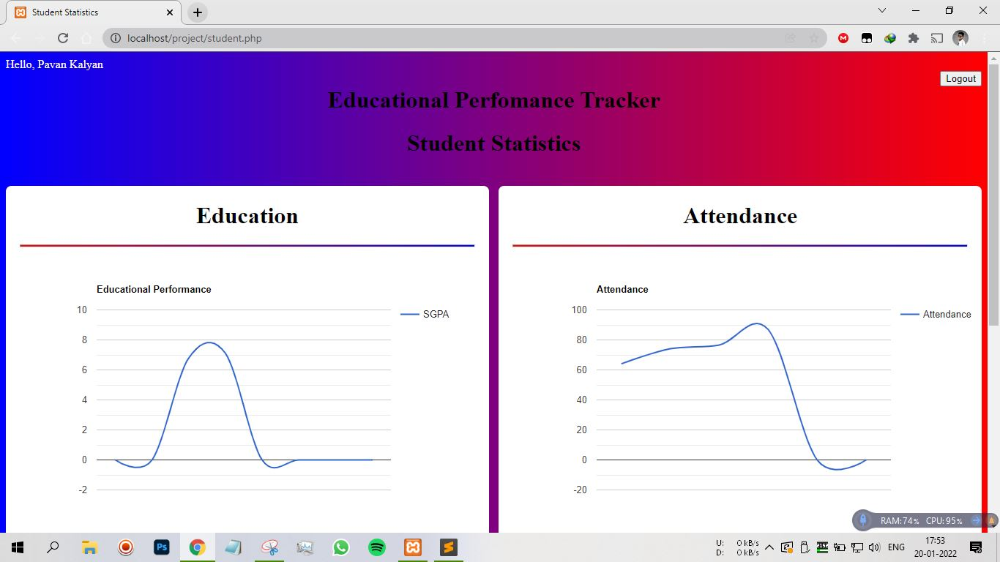 Student Statistics
localhost/project/student.php
Hello, Pavan Kalyan
Logout
Educational Perfomance Tracker
Student Statistics
Education
Attendance
Educational Performance
10
8
6
4
2
0
-2
SGPA
Attendance
100
80
60
40
20
0
-20
Attendance
RAM:74% CPU:95%
Ps
U: 0 kB/s
D: 0 kB/s
ENG
17:53
20-01-2022